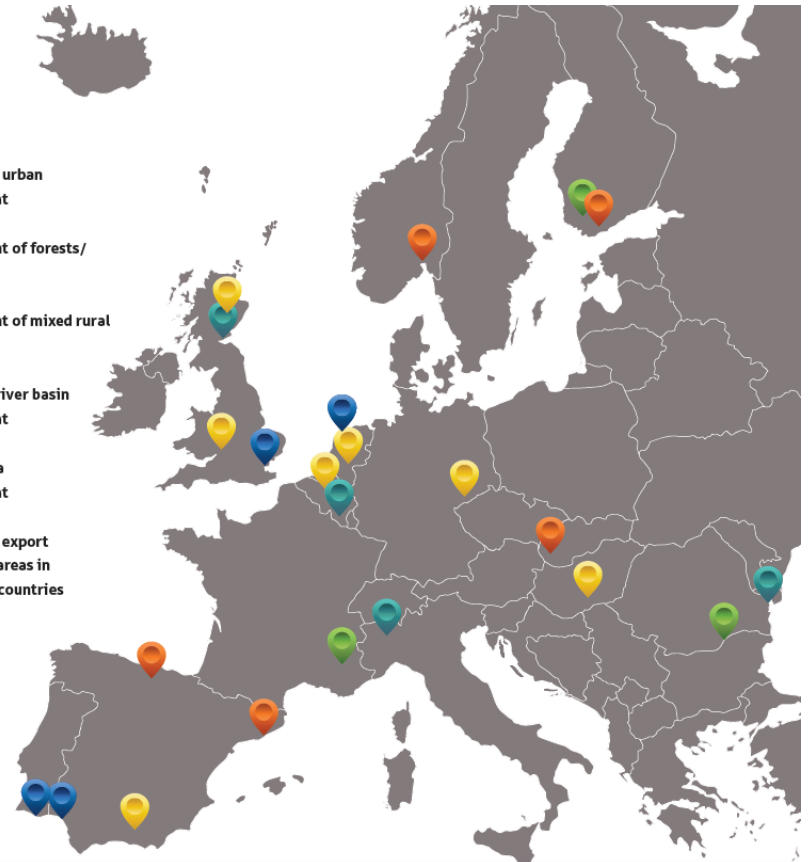 urban
nt
nt of forests/
nt of mixed rural
river basin
nt
a
nt
export
areas in
countries